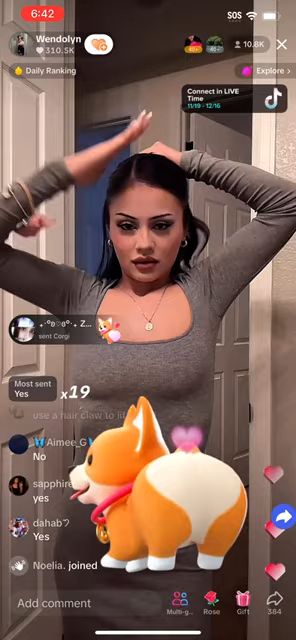 6:42
SOS
Wendolyn
310.5K
10.8K
Daily Ranking
Explore >
Connect in LIVE
Time
11/19 - 12/16
sent Corgi
Most sent
Yes
x19
use a hair claw to
Aimee_G
No
sapphire
yes
dahab
Yes
Noelia. joined
Add comment
Multi-g...
Rose
Gift
384